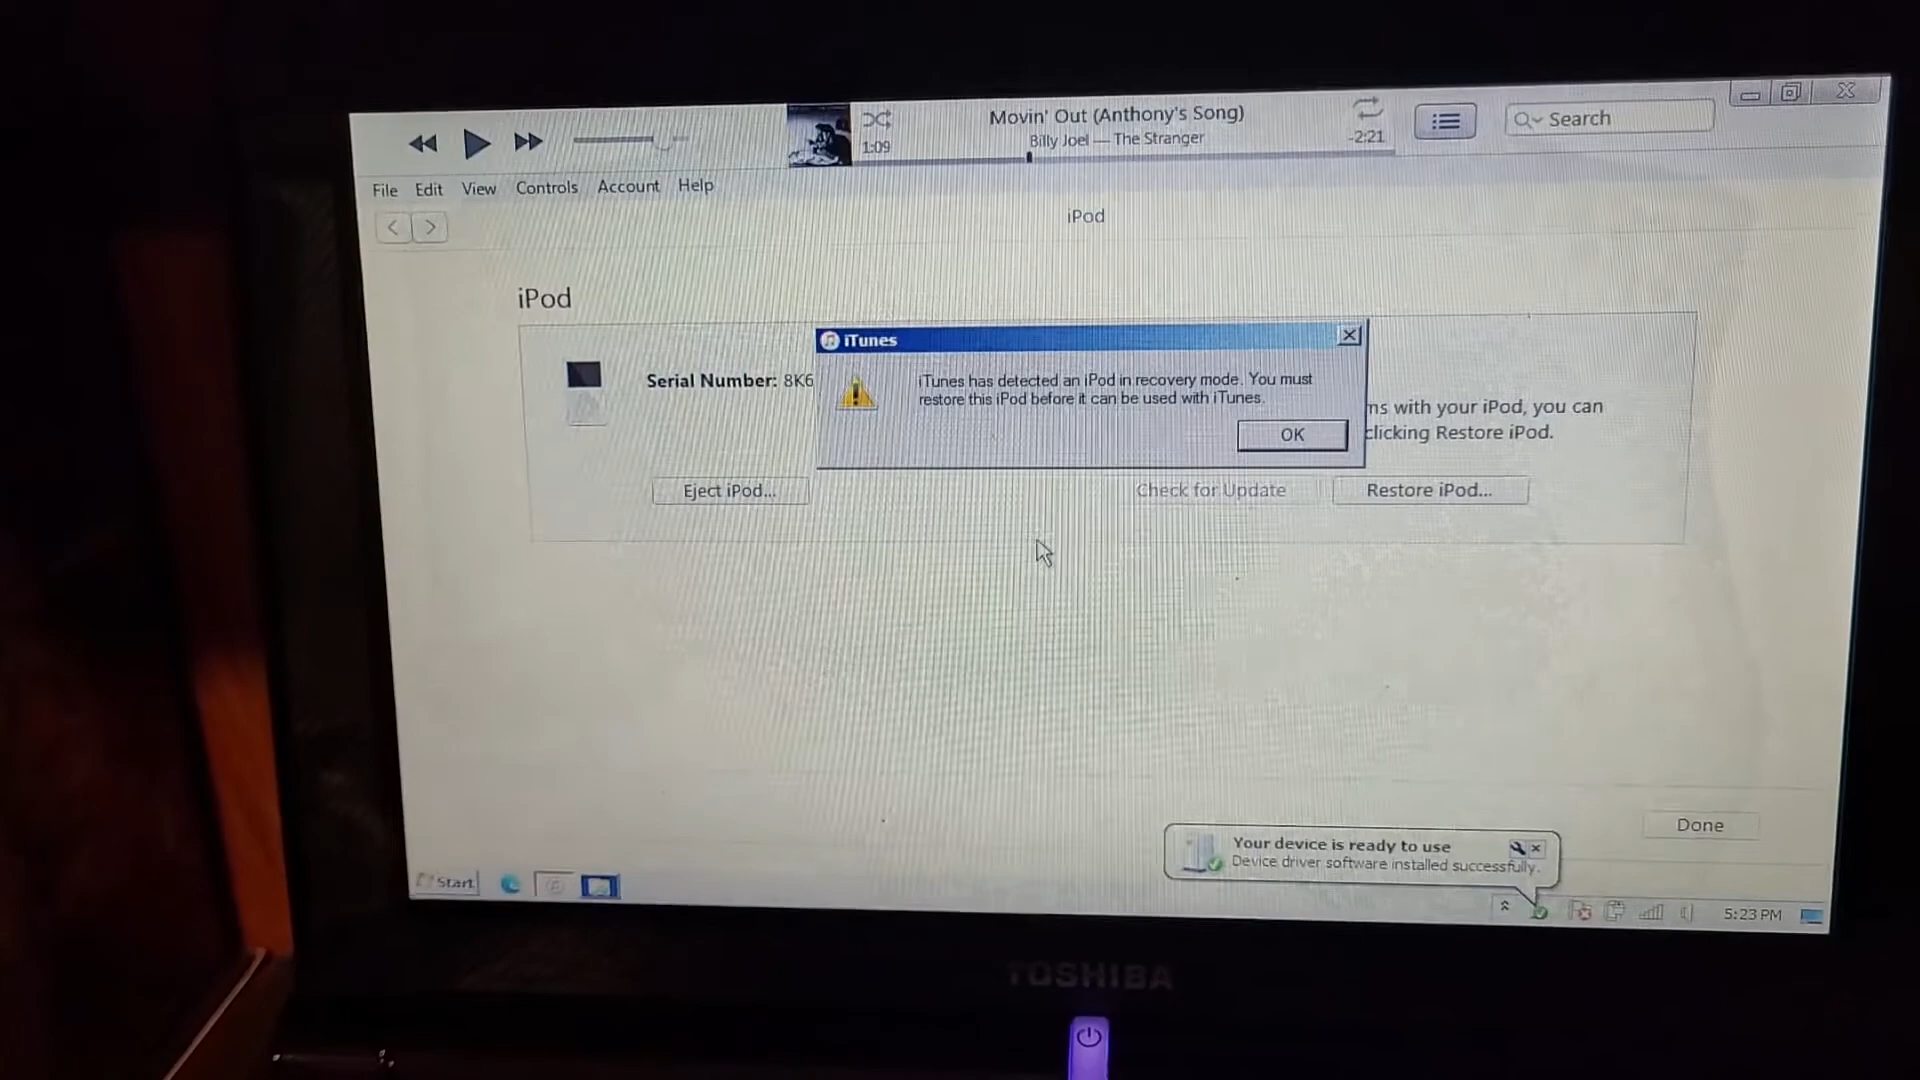 Movin' Out (Anthony's Song)
Billy Joel — The Stranger
1:09
-2:21
Search
File Edit View Controls Account Help
iPod
iPod
Serial Number: 8K6
iTunes
iTunes has detected an iPod in recovery mode. You must
restore this iPod before it can be used with iTunes.
OK
ns with your iPod, you can
clicking Restore iPod.
Eject iPod...
Check for Update
Restore iPod...
Done
Your device is ready to use
Device driver software installed successfully.
Start
5:23 PM
TOSHIBA